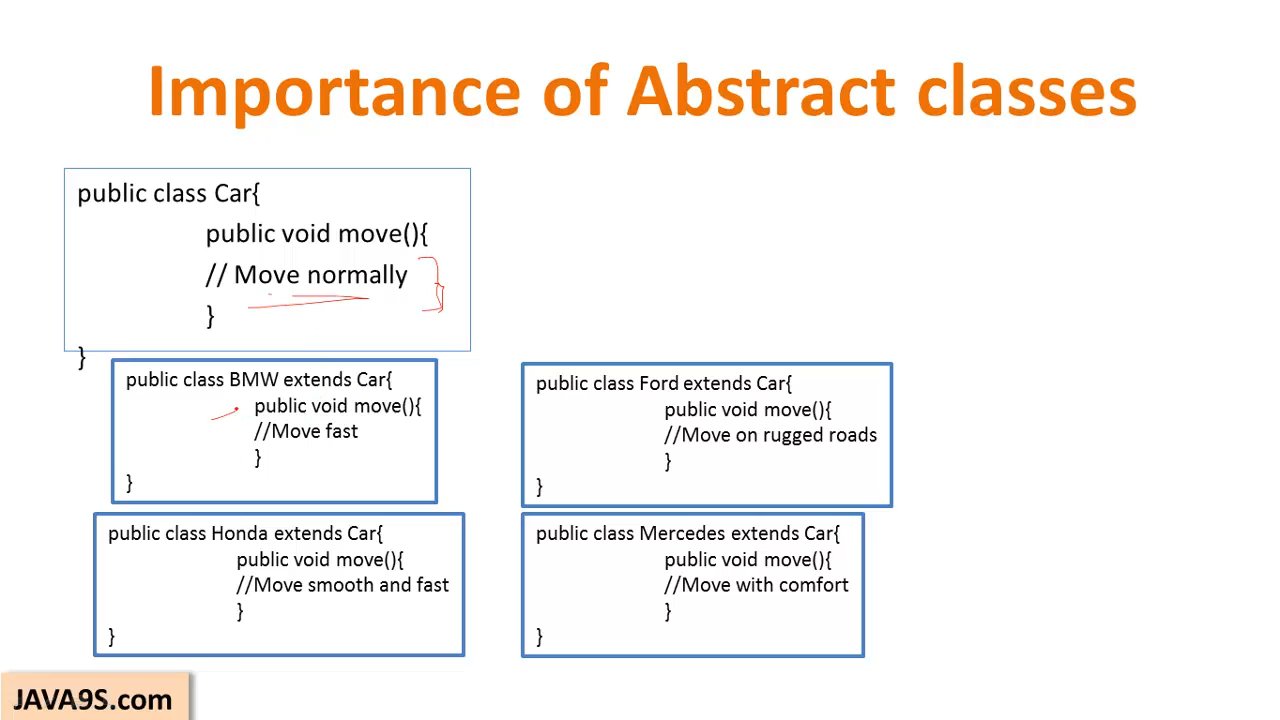 Importance of Abstract classes
public class Car{
public void move(){
// Move normally
}
}
public class BMW extends Car{
public void move(){
//Move fast
}
}
public class Ford extends Car{
public void move(){
//Move on rugged roads
}
}
public class Honda extends Car{
public void move(){
//Move smooth and fast
}
}
public class Mercedes extends Car{
public void move(){
//Move with comfort
}
}
JAVA9S.com